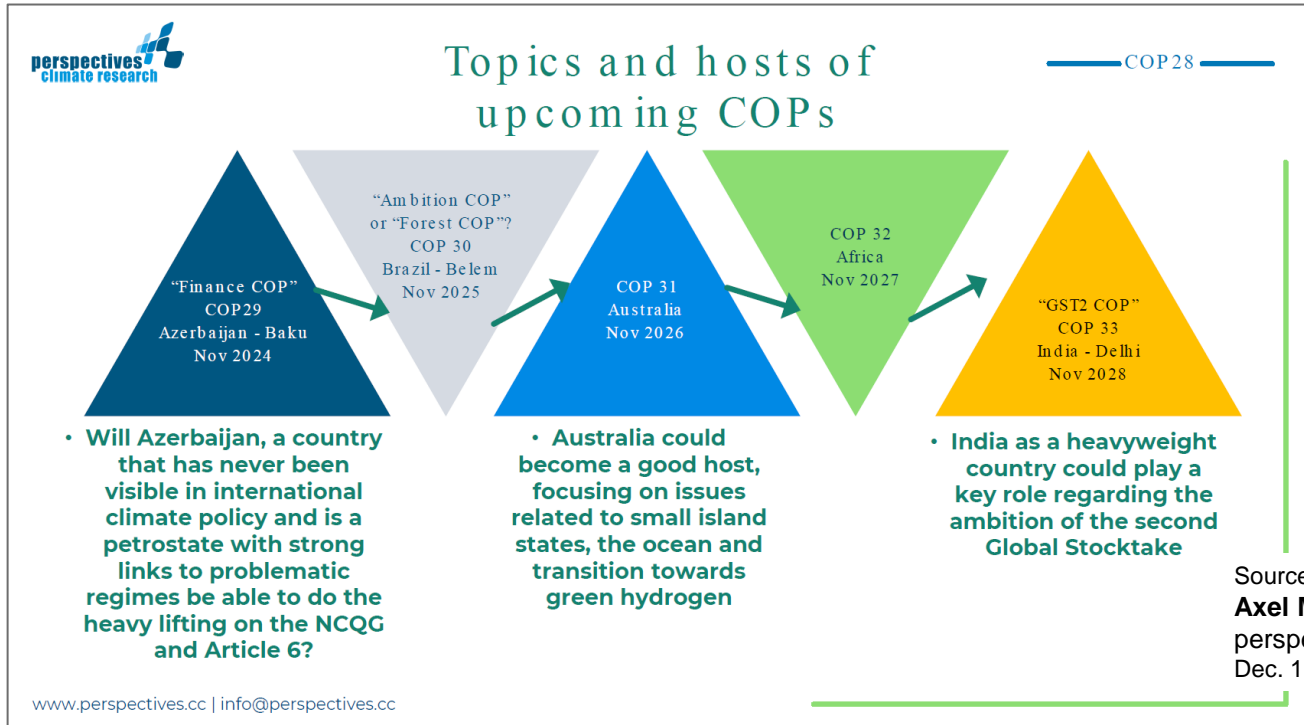 perspectives
climate research
Topics and hosts of
upcoming COPs
COP28
“Finance COP”
COP29
Azerbaijan - Baku
Nov 2024
“Ambition COP”
or “Forest COP”?
COP 30
Brazil - Belem
Nov 2025
COP 31
Australia
Nov 2026
COP 32
Africa
Nov 2027
“GST2 COP”
COP 33
India - Delhi
Nov 2028
• Will Azerbaijan, a country
that has never been
visible in international
climate policy and is a
petrostate with strong
links to problematic
regimes be able to do the
heavy lifting on the NCQG
and Article 6?
• Australia could
become a good host,
focusing on issues
related to small island
states, the ocean and
transition towards
green hydrogen
• India as a heavyweight
country could play a
key role regarding the
ambition of the second
Global Stocktake
Source
Axel
Dec. 1
www.perspectives.cc | info@perspectives.cc